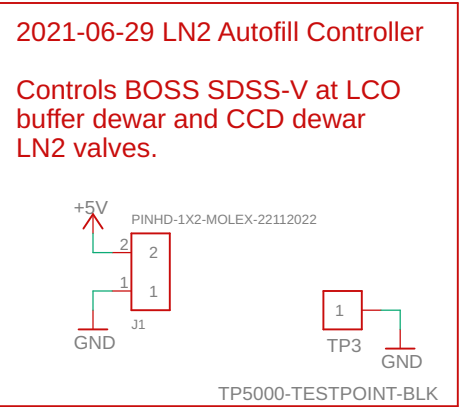 2021-06-29 LN2 Autofill Controller
Controls BOSS SDSS-V at LCO
buffer dewar and CCD dewar
LN2 valves.
+5V
PINHD-1X2-MOLEX-22112022
2 2
1 1
J1
GND
1
TP3
GND
TP5000-TESTPOINT-BLK